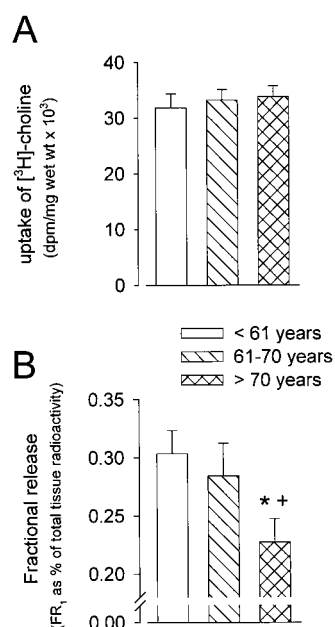 A
uptake of [³H]-choline
(dpm/mg wet wt x 10³)
40
30
20
10
0
< 61 years
61-70 years
> 70 years
B
Fractional release
(FR₁ as % of total tissue radioactivity)
0.35
0.30
0.25
0.20
0.00
* +